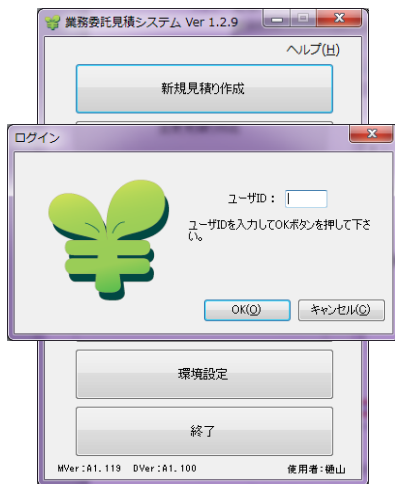 業務委託見積システム Ver 1.2.9
ヘルプ(H)
新規見積り作成
ログイン
ユーザID：
ユーザIDを入力してOKボタンを押して下さ
い。
OK(O)
キャンセル(C)
環境設定
終了
MVer:A1.119 DVer:A1.100
使用者:樋山